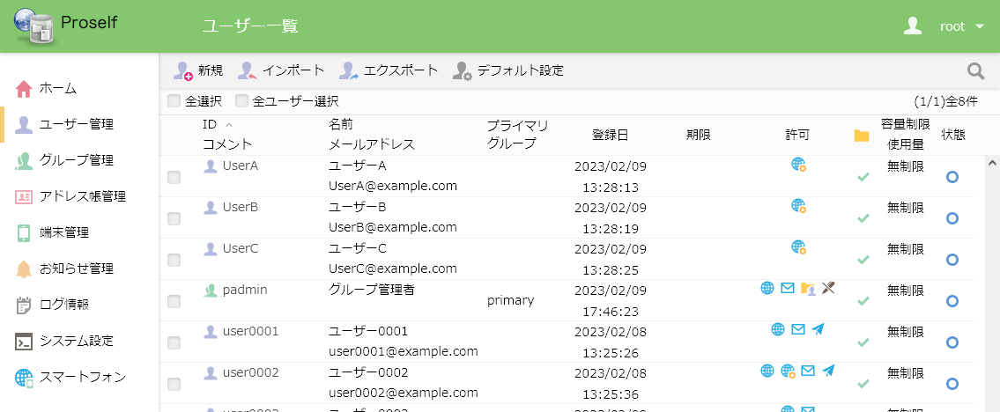 Proself
ユーザー一覧
root
ホーム
ユーザー管理
グループ管理
アドレス帳管理
端末管理
お知らせ管理
ログ情報
システム設定
スマートフォン
新規 インポート エクスポート デフォルト設定
全選択 全ユーザー選択 (1/1)全8件
ID 名前 プライマリ 登録日 期限 許可 容量制限 状態
コメント メールアドレス グループ 使用量
UserA ユーザーA 2023/02/09 無制限
UserA@example.com 13:28:13
UserB ユーザーB 2023/02/09 無制限
UserB@example.com 13:28:19
UserC ユーザーC 2023/02/09 無制限
UserC@example.com 13:28:25
padmin グループ管理者 primary 2023/02/09 無制限
17:46:23
user0001 ユーザー0001 2023/02/08 無制限
user0001@example.com 13:25:26
user0002 ユーザー0002 2023/02/08 無制限
user0002@example.com 13:25:36